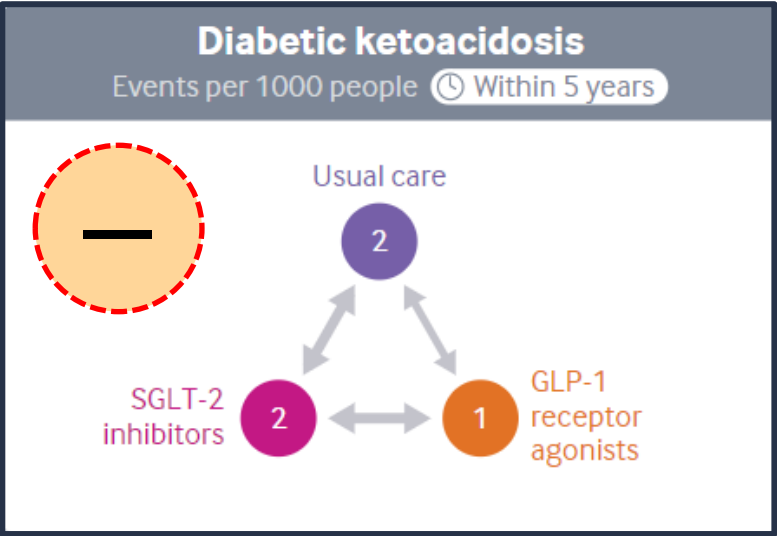 Diabetic ketoacidosis
Events per 1000 people Within 5 years
Usual care
2
SGLT-2
inhibitors
2
1
GLP-1
receptor
agonists